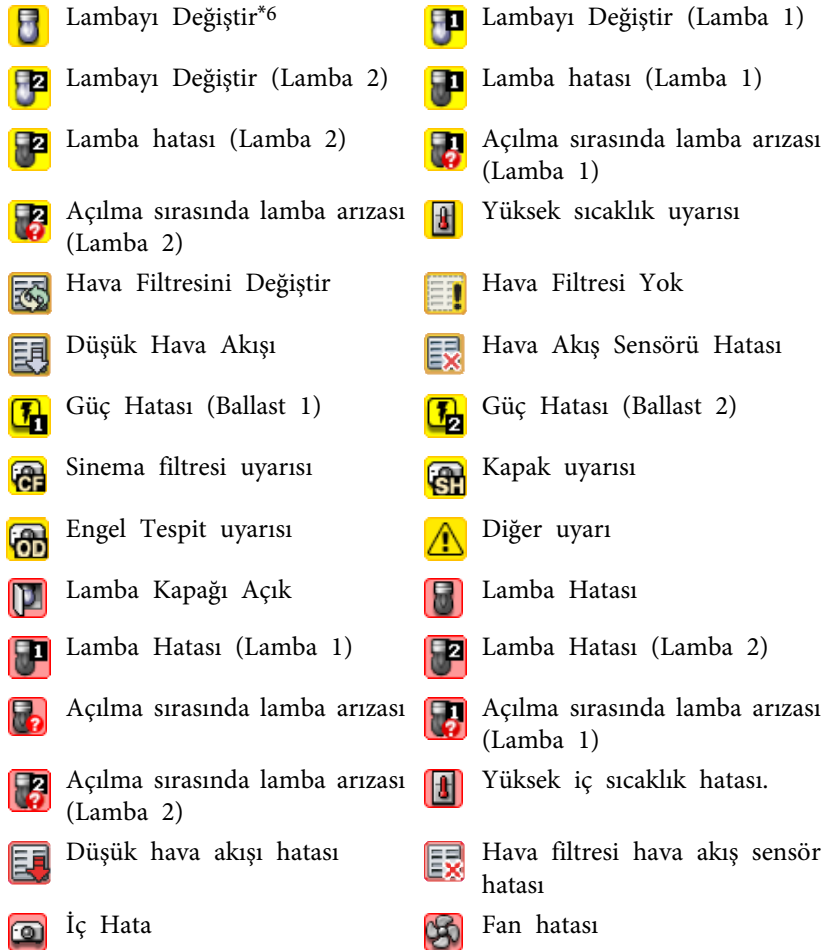 Lambayı Değiştir*6
Lambayı Değiştir (Lamba 1)
Lambayı Değiştir (Lamba 2)
Lamba hatası (Lamba 1)
Lamba hatası (Lamba 2)
Açılma sırasında lamba arızası
(Lamba 1)
Açılma sırasında lamba arızası
(Lamba 2)
Yüksek sıcaklık uyarısı
Hava Filtresini Değiştir
Hava Filtresi Yok
Düşük Hava Akışı
Hava Akış Sensörü Hatası
Güç Hatası (Ballast 1)
Güç Hatası (Ballast 2)
Sinema filtresi uyarısı
Kapak uyarısı
Engel Tespit uyarısı
Diğer uyarı
Lamba Kapağı Açık
Lamba Hatası
Lamba Hatası (Lamba 1)
Lamba Hatası (Lamba 2)
Açılma sırasında lamba arızası
Açılma sırasında lamba arızası
(Lamba 1)
Açılma sırasında lamba arızası
(Lamba 2)
Yüksek iç sıcaklık hatası.
Düşük hava akışı hatası
Hava filtresi hava akış sensör
hatası
İç Hata
Fan hatası